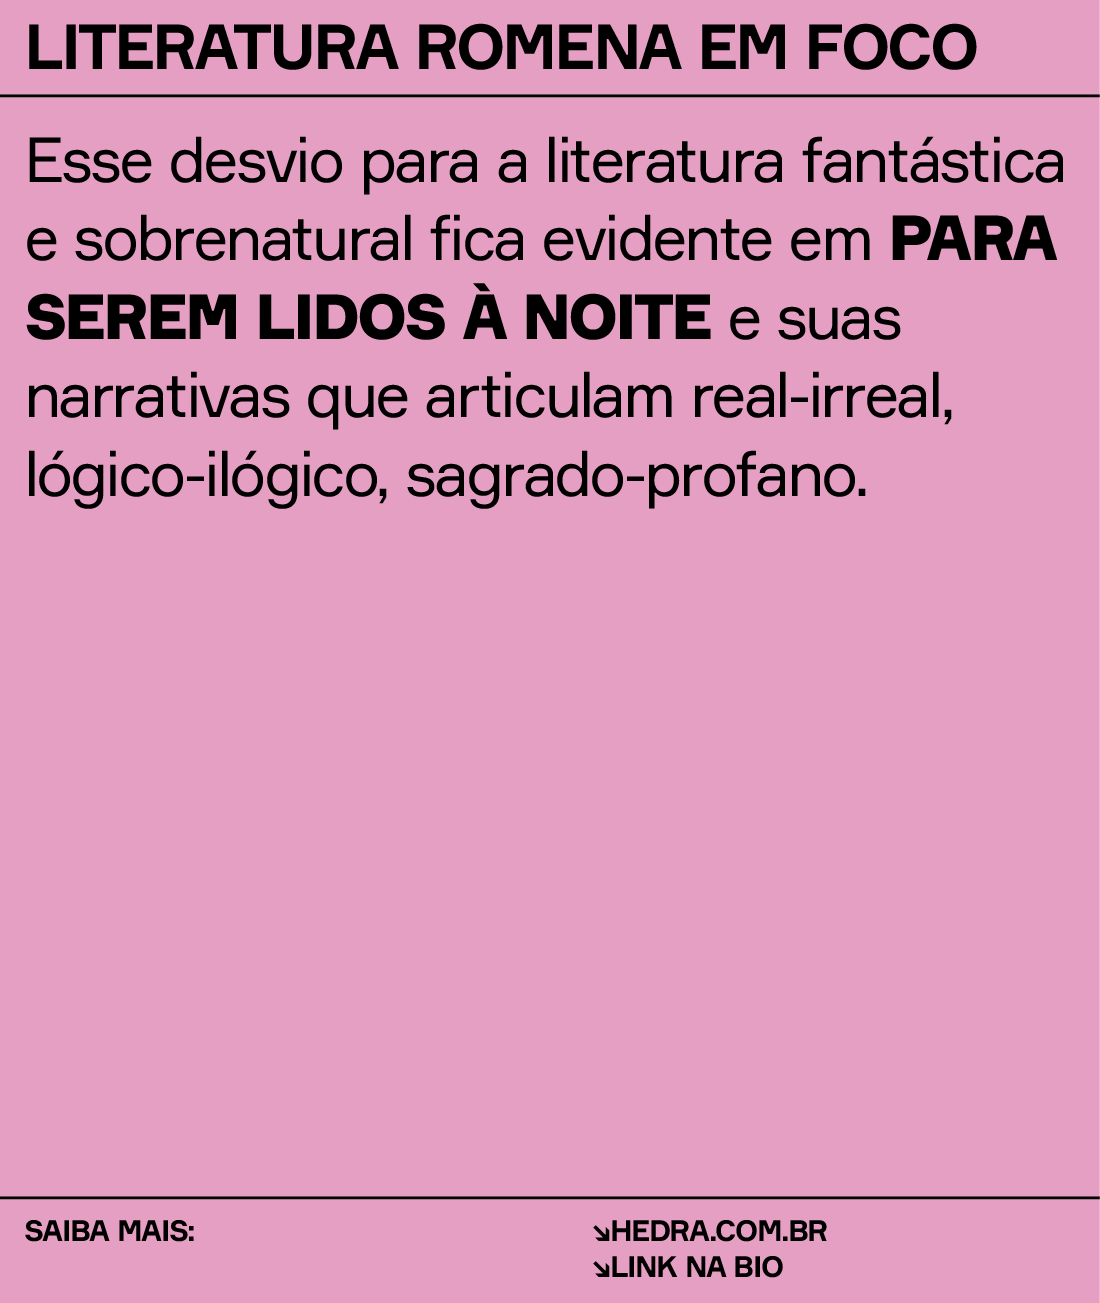 LITERATURA ROMENA EM FOCO
Esse desvio para a literatura fantástica
e sobrenatural fica evidente em PARA
SEREM LIDOS À NOITE e suas
narrativas que articulam real-irreal,
lógico-ilógico, sagrado-profano.
SAIBA MAIS:
↘HEDRA.COM.BR
↘LINK NA BIO